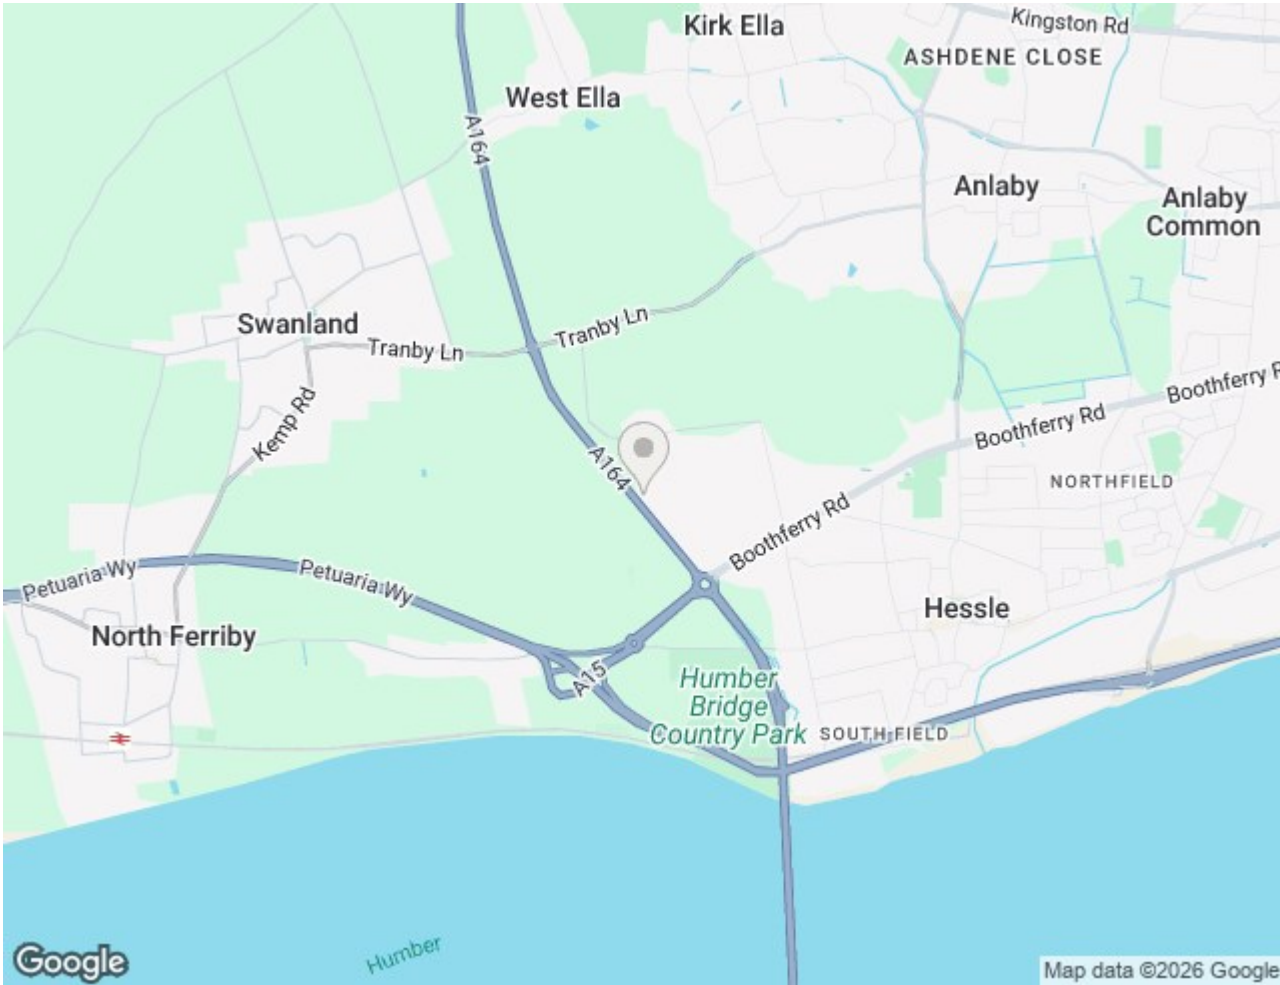 Kirk Ella
Kingston Rd
ASHDENE CLOSE
West Ella
A164
Anlaby
Anlaby
Common
Swanland
Tranby Ln
Tranby Ln
Kemp Rd
Boothferry R
Boothferry Rd
A164
NORTHFIELD
Boothferry Rd
Petuaria Wy
Petuaria Wy
Hessle
North Ferriby
A15
Humber
Bridge
Country Park
SOUTH FIELD
Humber
Google
Map data ©2026 Google